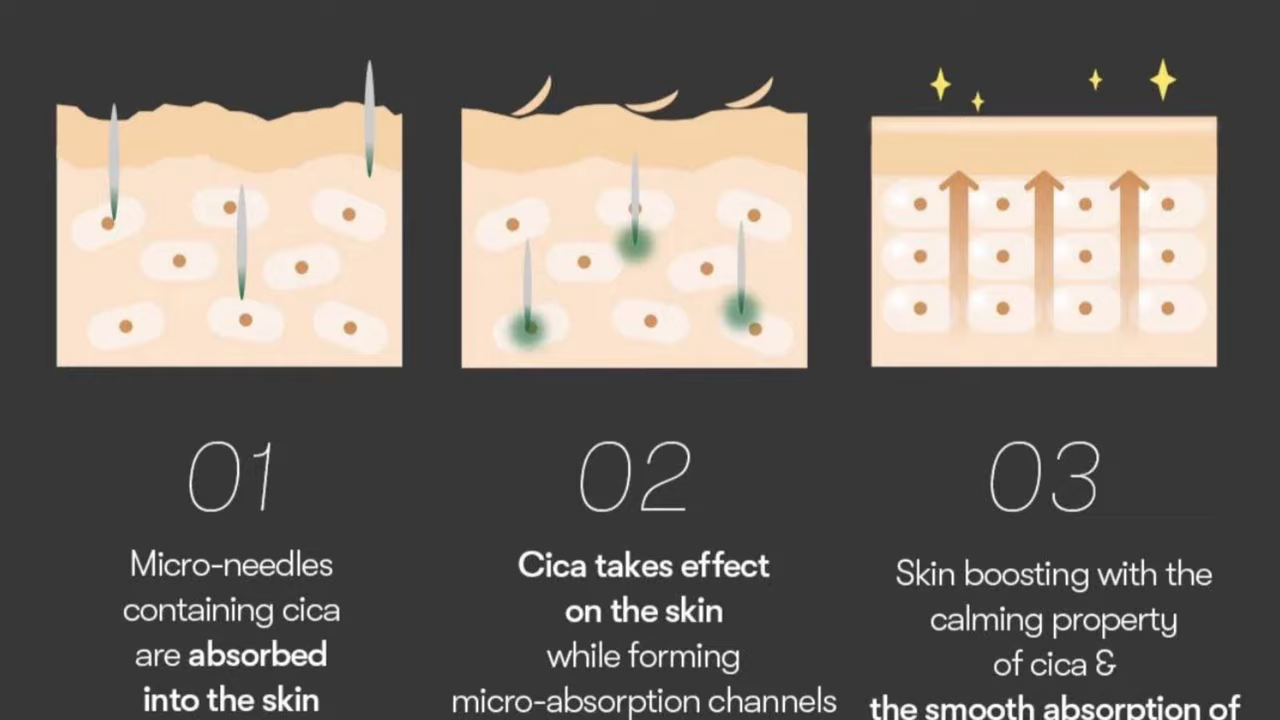 01
Micro-needles
containing cica
are absorbed
into the skin
02
Cica takes effect
on the skin
while forming
micro-absorption channels
03
Skin boosting with the
calming property
of cica &
the smooth absorption of